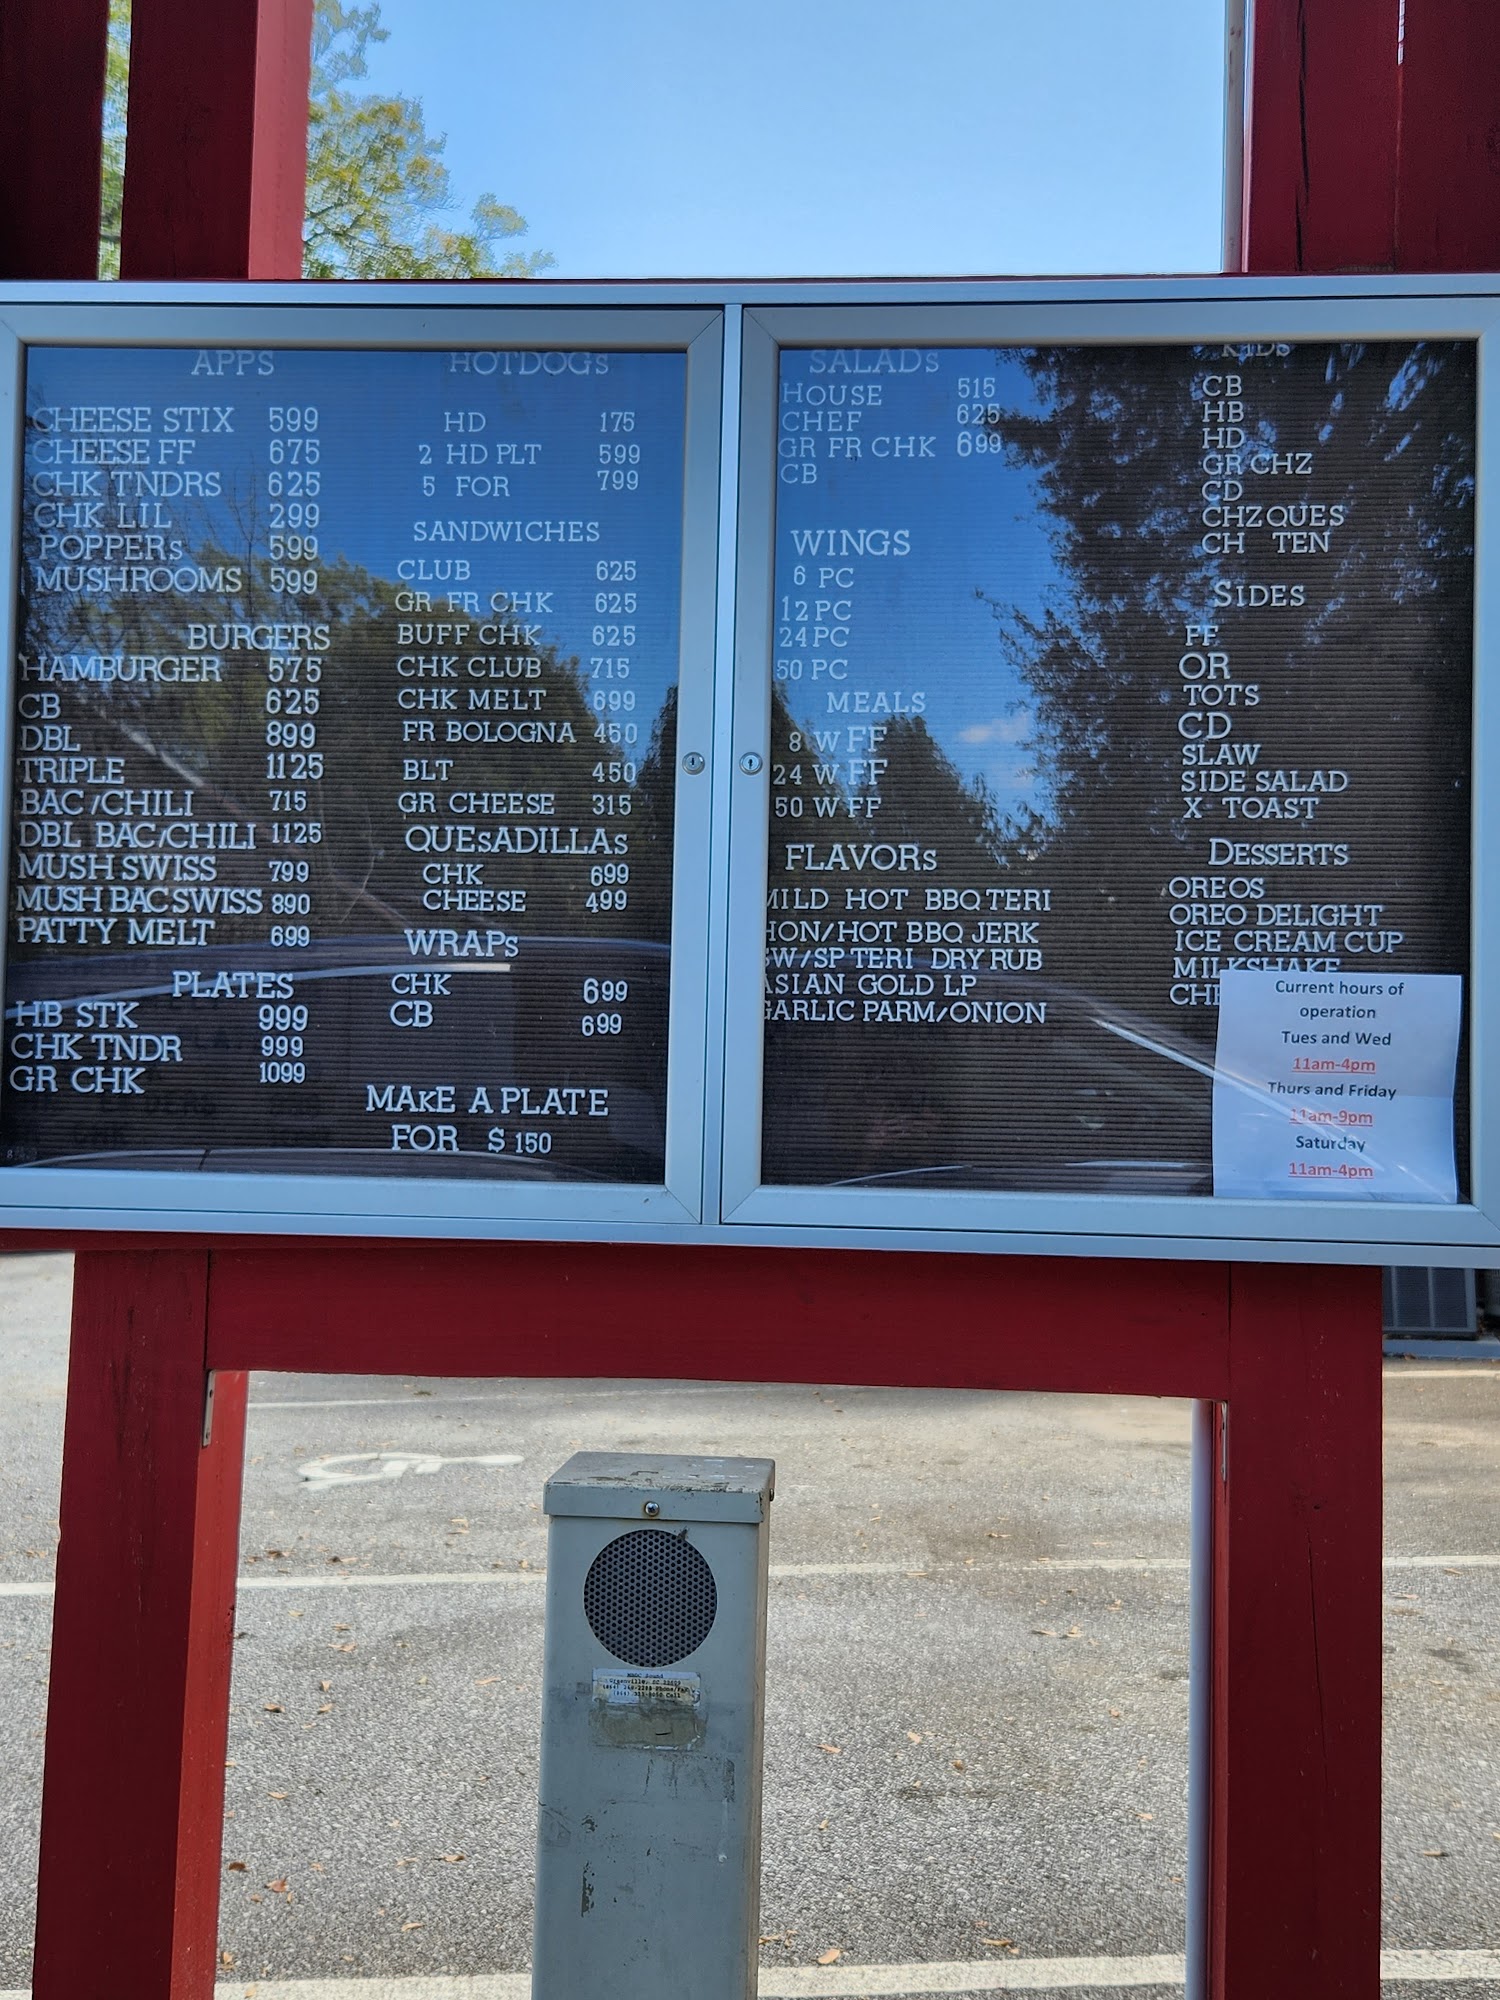 APPS
CHEESE STIX 599
CHEESE FF 675
CHK TNDRS 625
CHK LIL 299
POPPERs 599
MUSHROOMS 599
BURGERS
HAMBURGER 575
CB 625
DBL 899
TRIPLE 1125
BAC/CHILI 715
DBL BAC/CHILI 1125
MUSH SWISS 799
MUSH BAC SWISS 890
PATTY MELT 699
PLATES
HB STK 999
CHK TNDR 999
GR CHK 1099
HOTDOGs
HD 175
2 HD PLT 599
5 FOR 799
SANDWICHES
CLUB 625
GR FR CHK 625
BUFF CHK 625
CHK CLUB 715
CHK MELT 699
FR BOLOGNA 450
BLT 450
GR CHEESE 315
QUEsADILLAs
CHK 699
CHEESE 499
WRAPs
CHK 699
CB 699
MAKE A PLATE
FOR $150
SALADs
HOUSE 515
CHEF 625
GR FR CHK 699
CB
WINGS
6 PC
12 PC
24 PC
50 PC
MEALS
8 W FF
24 W FF
50 W FF
FLAVORs
MILD HOT BBQ TERI
HON/HOT BBQ JERK
SW/SP TERI DRY RUB
ASIAN GOLD LP
GARLIC PARM/ONION
KIDS
CB
HB
HD
GR CHZ
CD
CHZ QUES
CH TEN
SIDES
FF
OR
TOTS
CD
SLAW
SIDE SALAD
X TOAST
DESSERTS
OREOS
OREO DELIGHT
ICE CREAM CUP
MILKSHAKE
Current hours of
operation
Tues and Wed
11am-4pm
Thurs and Friday
11am-9pm
Saturday
11am-4pm